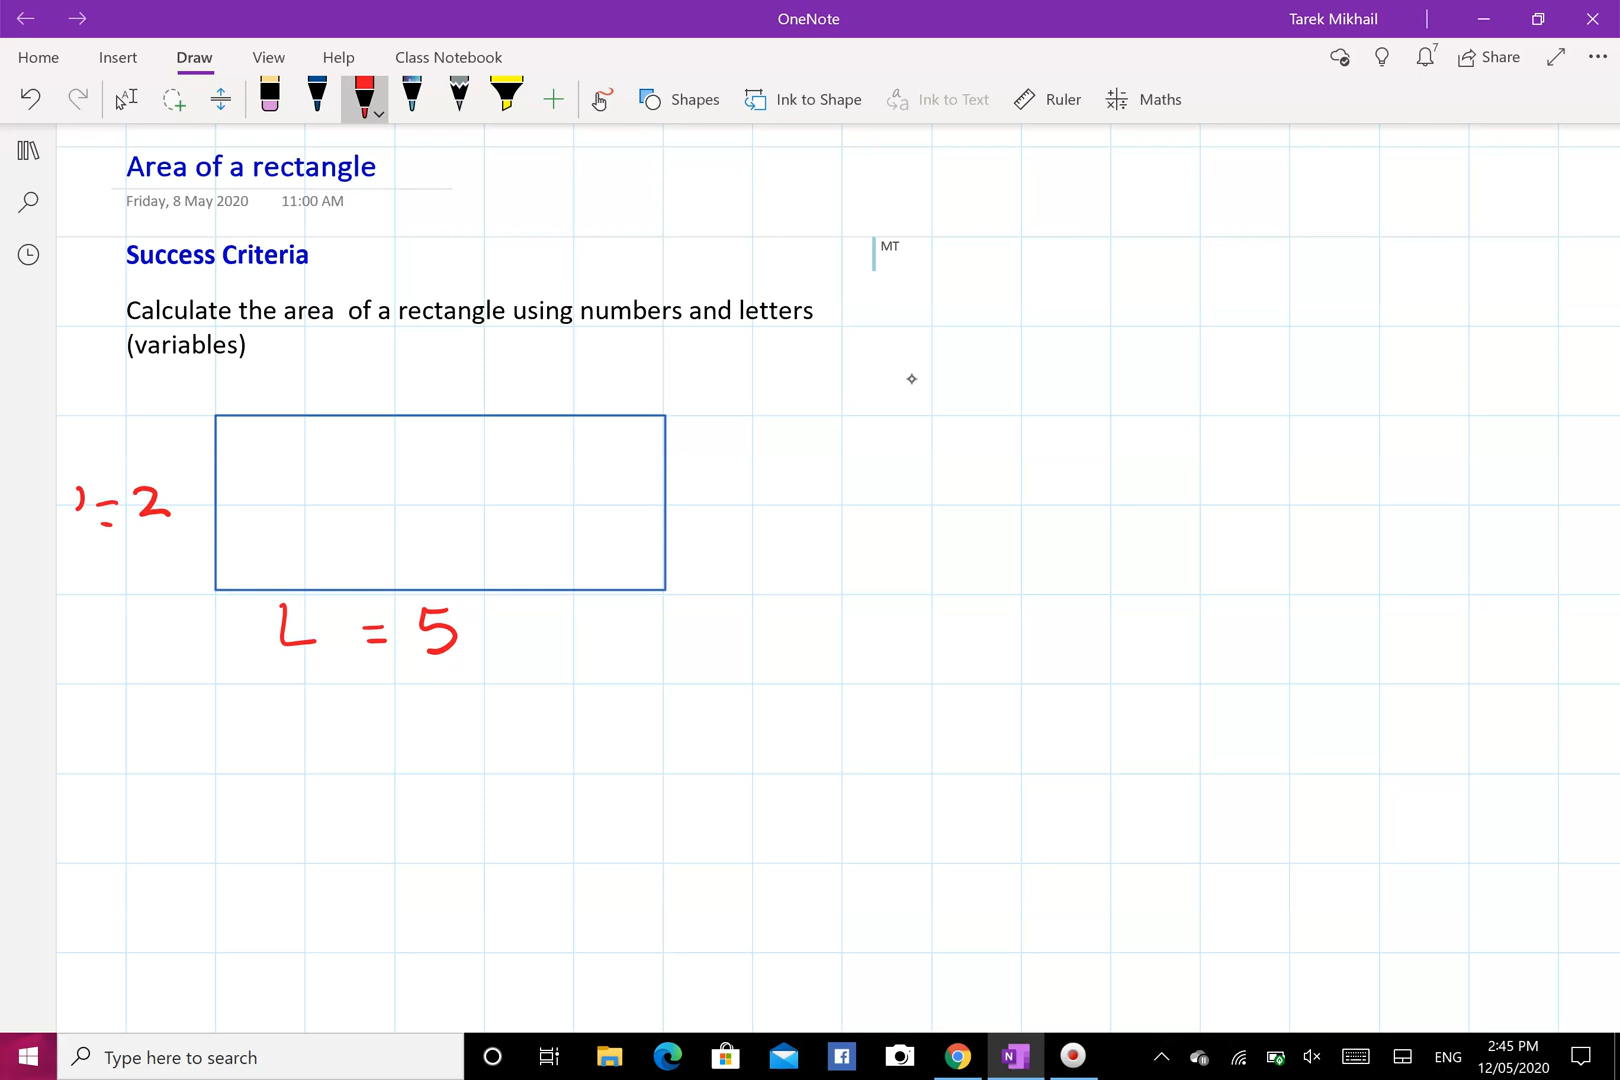 OneNote
Tarek Mikhail
Home Insert Draw View Help Class Notebook
7
Share
Shapes
Ink to Shape
Ink to Text
Ruler
Maths
Area of a rectangle
Friday, 8 May 2020 11:00 AM
Success Criteria
MT
Calculate the area of a rectangle using numbers and letters
(variables)
= 2
L = 5
Type here to search
ENG
2:45 PM
12/05/2020